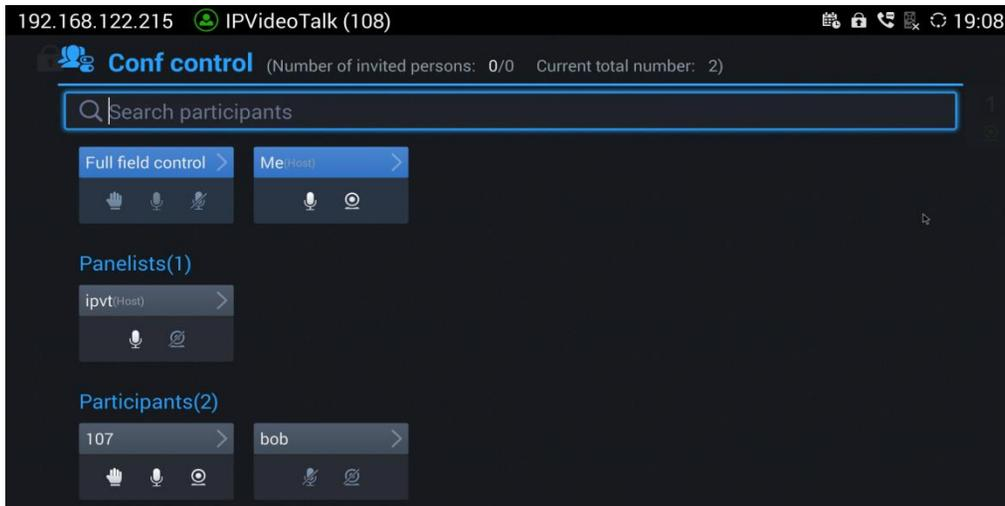 192.168.122.215 IPVideoTalk (108) 19:08
Conf control (Number of invited persons: 0/0 Current total number: 2)
Search participants
1
Full field control Me(Host)
Panelists(1)
ipvt(Host)
Participants(2)
107 bob